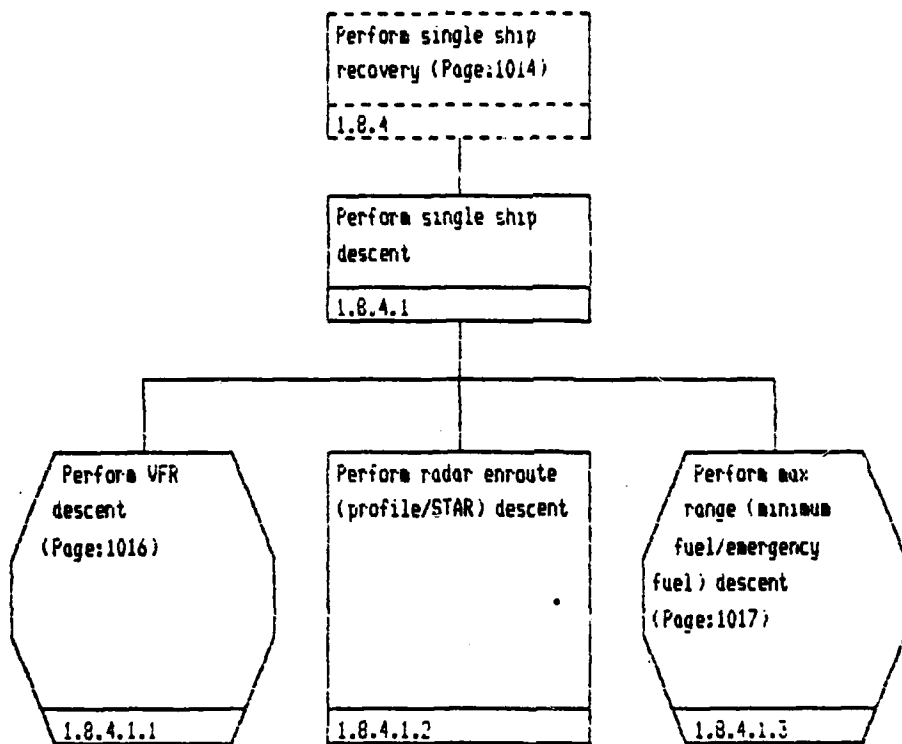 Perform single ship
recovery (Page:1014)
1.8.4
Perform single ship
descent
1.8.4.1
Perform VFR
descent
(Page:1016)
1.8.4.1.1
Perform radar enroute
(profile/STAR) descent
1.8.4.1.2
Perform max
range (minimum
fuel/emergency
fuel) descent
(Page:1017)
1.8.4.1.3